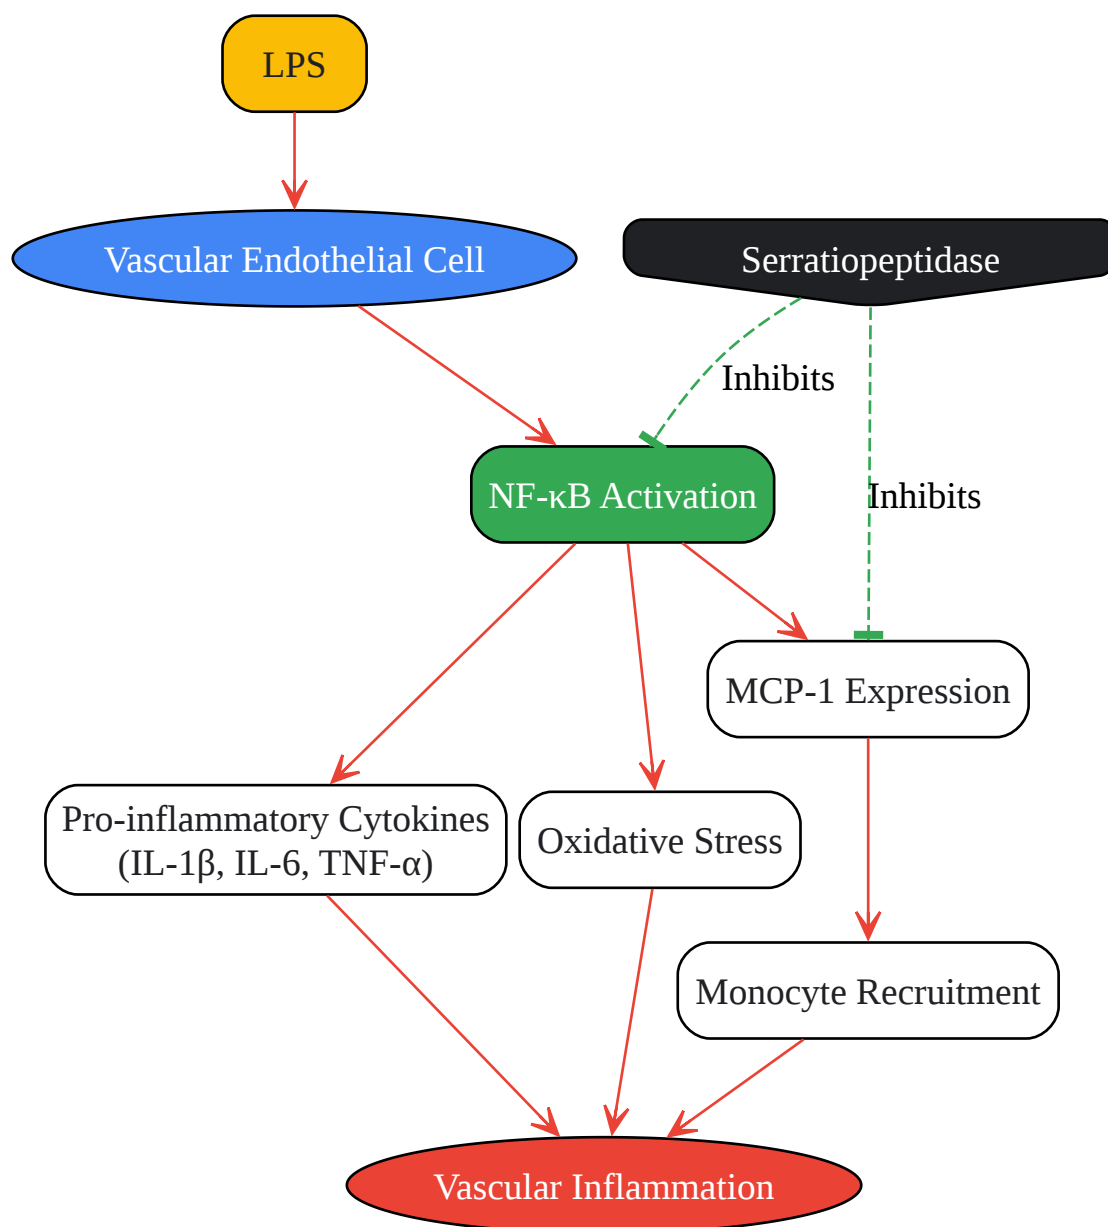 LPS
Vascular Endothelial Cell
Serratiopeptidase
Inhibits
NF-κB Activation
Inhibits
MCP-1 Expression
Pro-inflammatory Cytokines
(IL-1β, IL-6, TNF-α)
Oxidative Stress
Monocyte Recruitment
Vascular Inflammation